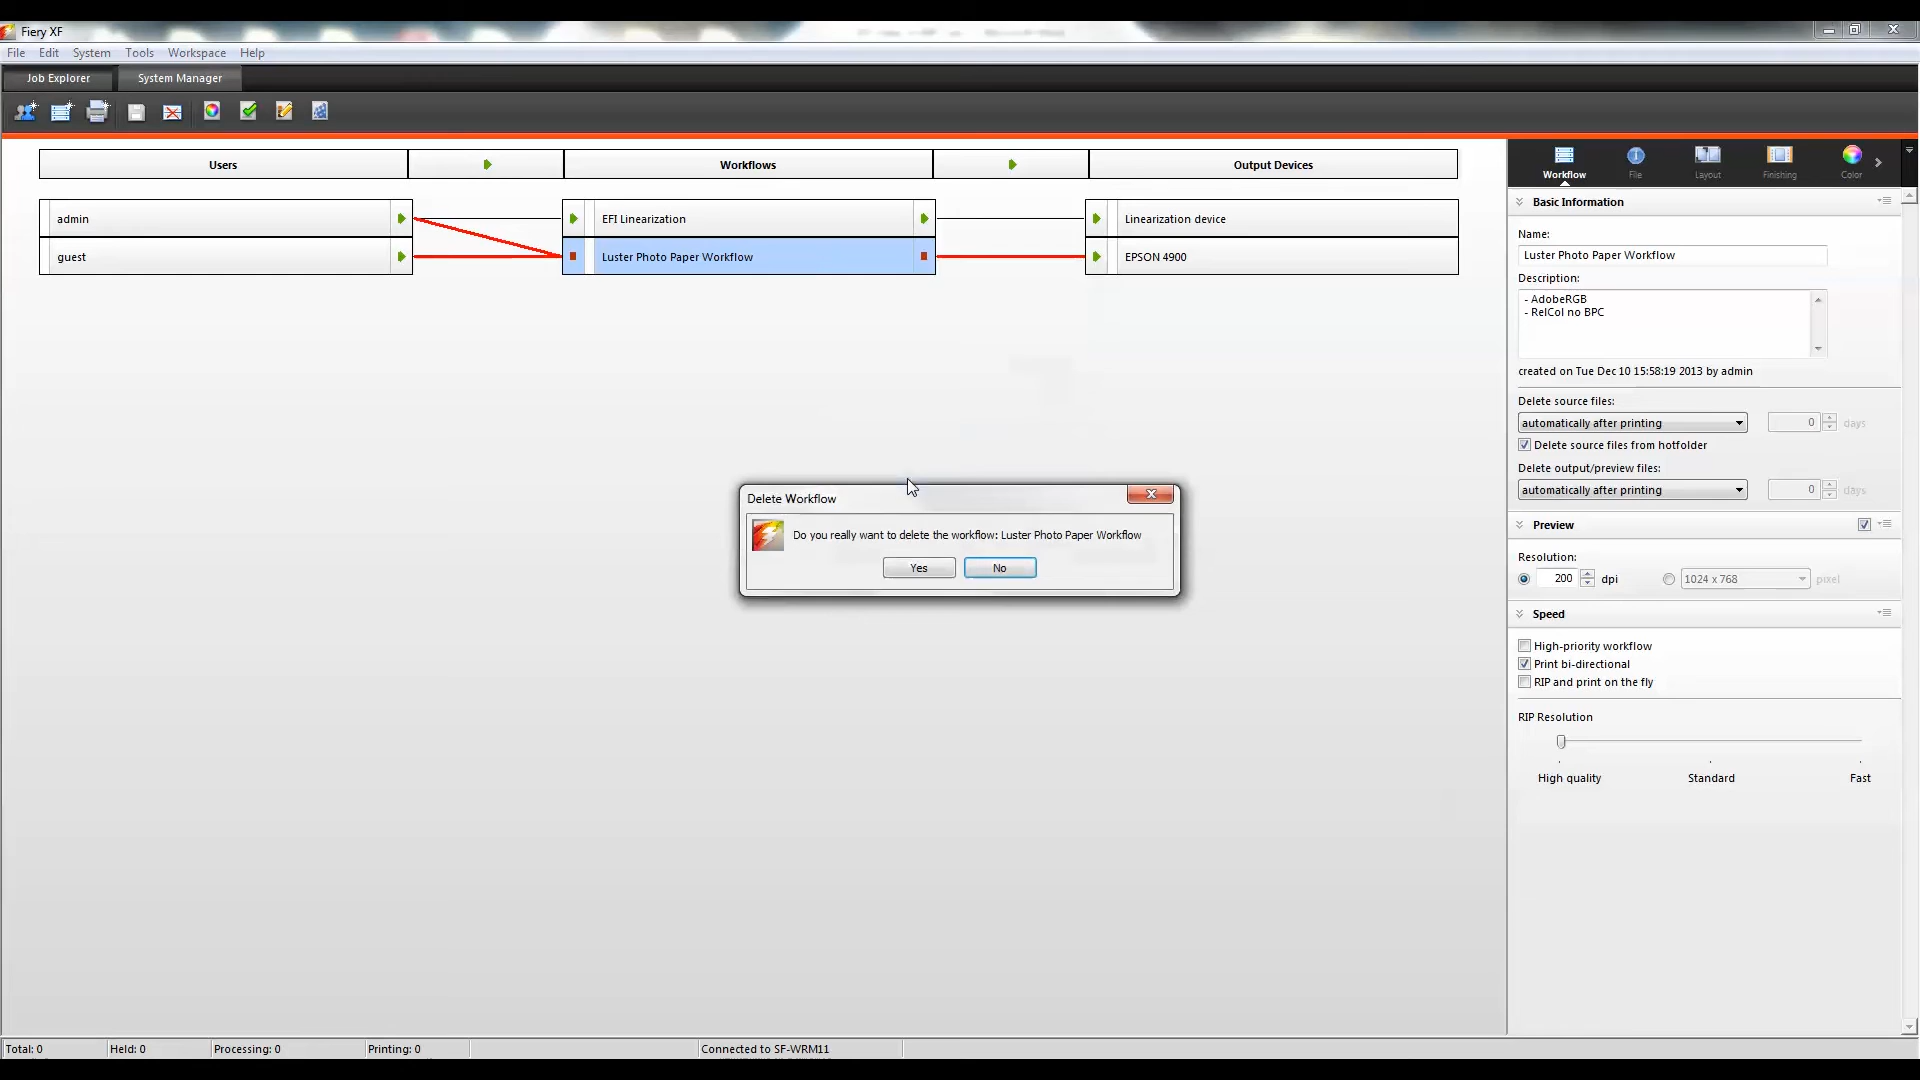 Fiery XF
File Edit System Tools Workspace Help
Job Explorer System Manager
Users Workflows Output Devices
admin EFI Linearization Linearization device
guest Luster Photo Paper Workflow EPSON 4900
Delete Workflow
Do you really want to delete the workflow: Luster Photo Paper Workflow
Yes No
Workflow File Layout Finishing Color
Basic Information
Name:
Luster Photo Paper Workflow
Description:
- AdobeRGB
- RelCol no BPC
created on Tue Dec 10 15:58:19 2013 by admin
Delete source files:
automatically after printing 0 days
Delete source files from hotfolder
Delete output/preview files:
automatically after printing 0 days
Preview
Resolution:
200 dpi 1024 x 768 pixel
Speed
High-priority workflow
Print bi-directional
RIP and print on the fly
RIP Resolution
High quality Standard Fast
Total: 0 Held: 0 Processing: 0 Printing: 0 Connected to SF-WRM11